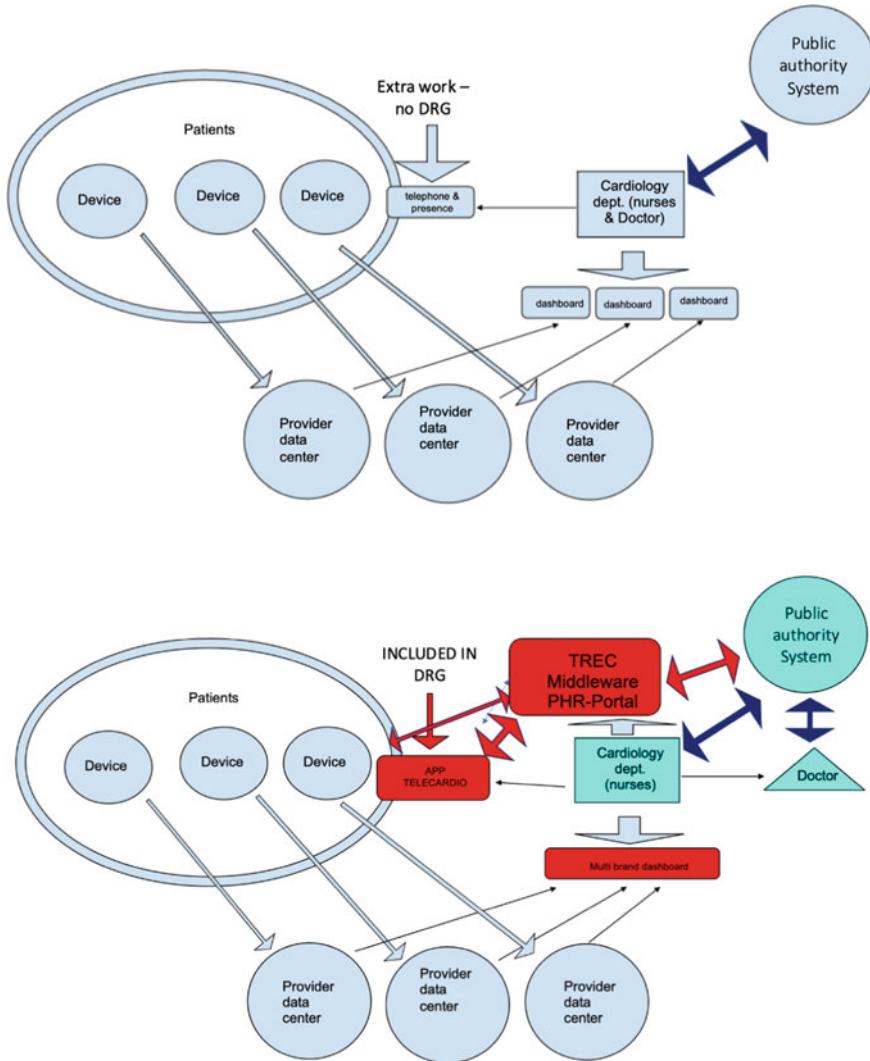 Public
authority
System
Extra work –
no DRG
Patients
Device
Device
Device
telephone &
presence
Cardiology
dept. (nurses
& Doctor)
dashboard
dashboard
dashboard
Provider
data
center
Provider
data
center
Provider
data
center
Public
authority
System
INCLUDED IN
DRG
TREC
Middleware
PHR-Portal
Patients
Device
Device
Device
APP
TELECARDIO
Cardiology
dept.
(nurses)
Doctor
Multi brand dashboard
Provider
data
center
Provider
data
center
Provider
data
center